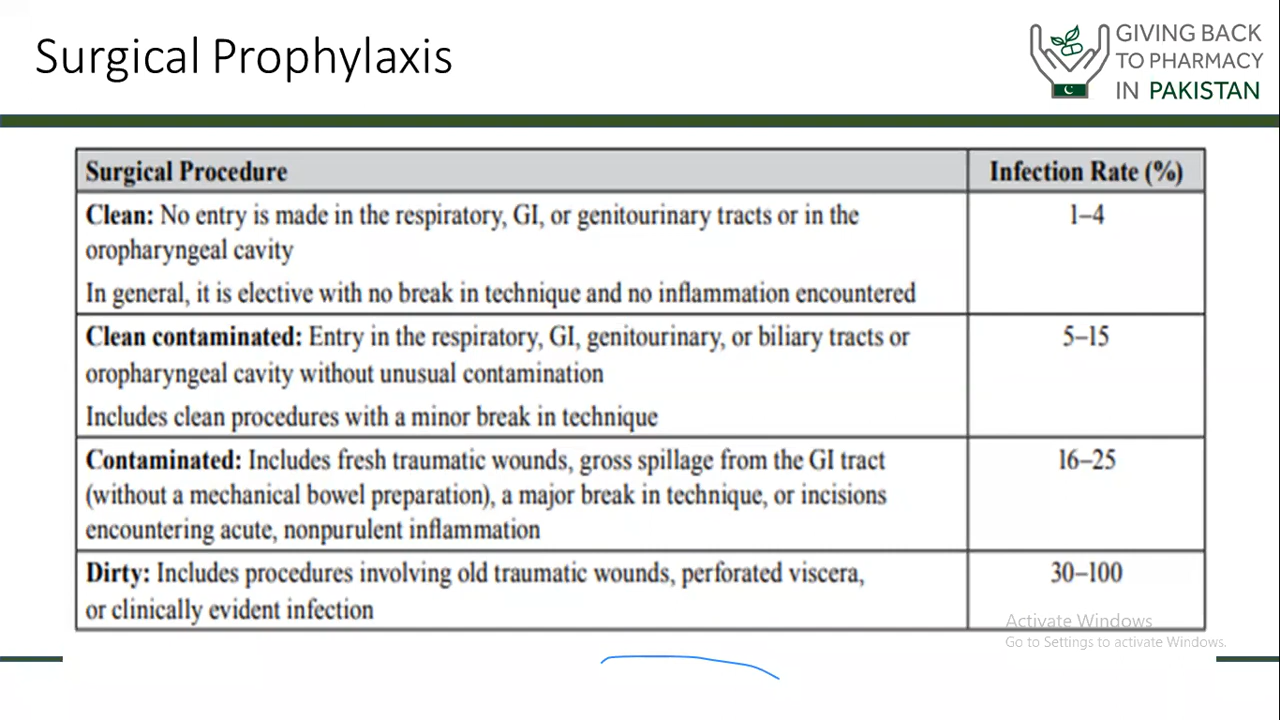 Surgical Prophylaxis
GIVING BACK
TO PHARMACY
IN PAKISTAN
Surgical Procedure
Infection Rate (%)
Clean: No entry is made in the respiratory, GI, or genitourinary tracts or in the
oropharyngeal cavity
In general, it is elective with no break in technique and no inflammation encountered
1–4
Clean contaminated: Entry in the respiratory, GI, genitourinary, or biliary tracts or
oropharyngeal cavity without unusual contamination
Includes clean procedures with a minor break in technique
5–15
Contaminated: Includes fresh traumatic wounds, gross spillage from the GI tract
(without a mechanical bowel preparation), a major break in technique, or incisions
encountering acute, nonpurulent inflammation
16–25
Dirty: Includes procedures involving old traumatic wounds, perforated viscera,
or clinically evident infection
30–100
Activate Windows
Go to Settings to activate Windows.